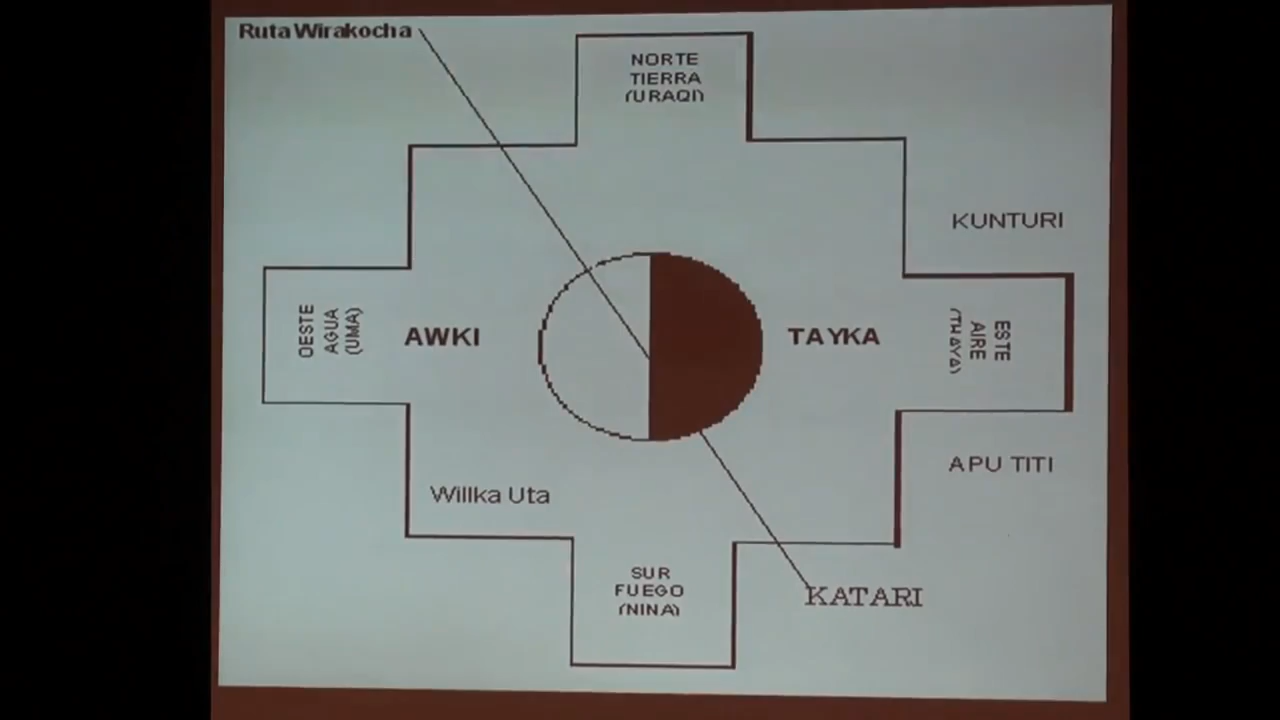 Ruta Wirakocha
NORTE
TIERRA
(URAQI)
KUNTURI
OESTE
AGUA
(UMA)
AWKI
TAYKA
ESTE
AIRE
(THAYA)
APU TITI
Willka Uta
SUR
FUEGO
(NINA)
KATARI